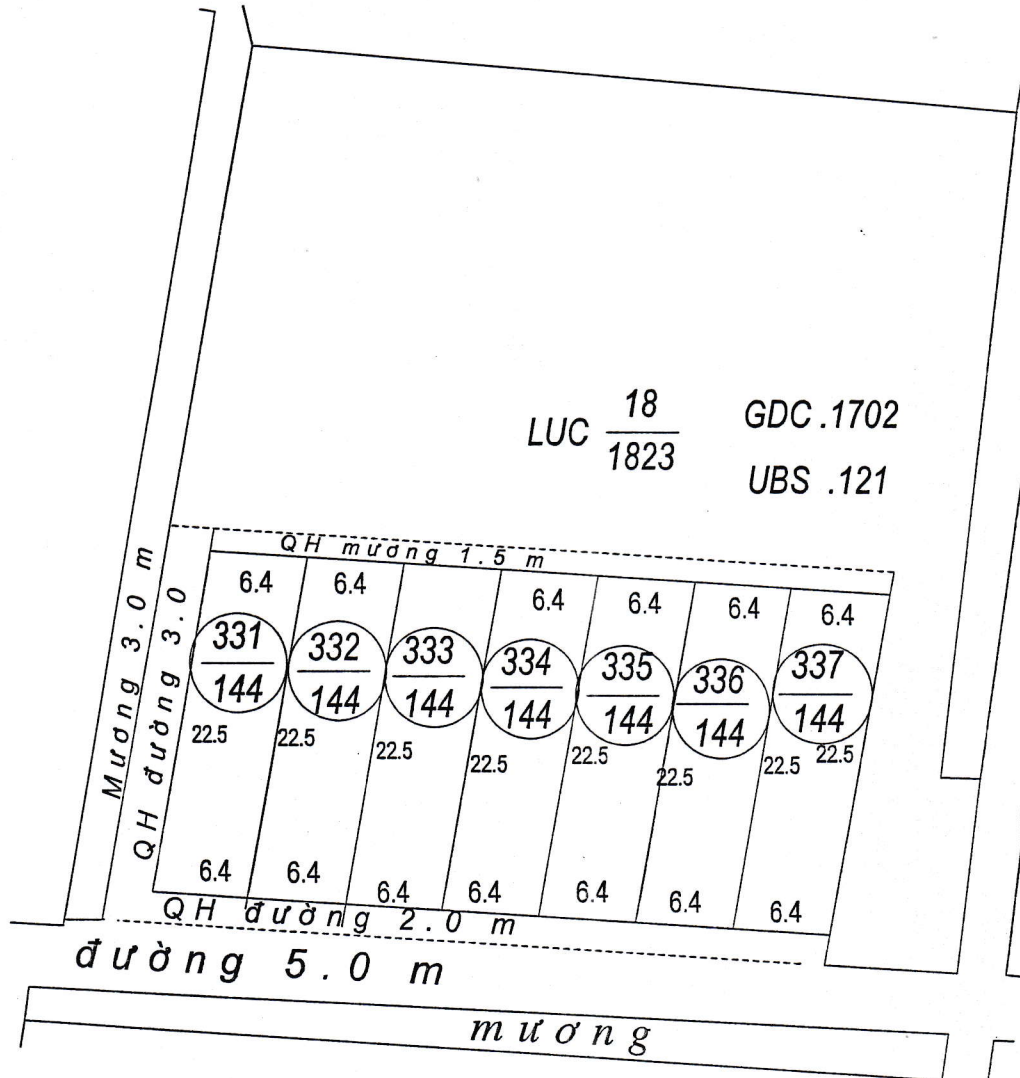 LUC 18/1823
GDC .1702
UBS .121
Mương 3.0 m
QH đường 3.0
QH mương 1.5 m
6.4 6.4 6.4 6.4 6.4 6.4
331/144 332/144 333/144 334/144 335/144 336/144 337/144
22.5 22.5 22.5 22.5 22.5 22.5 22.5 22.5
6.4 6.4 6.4 6.4 6.4 6.4 6.4
QH đường 2.0 m
đường 5.0 m
mương